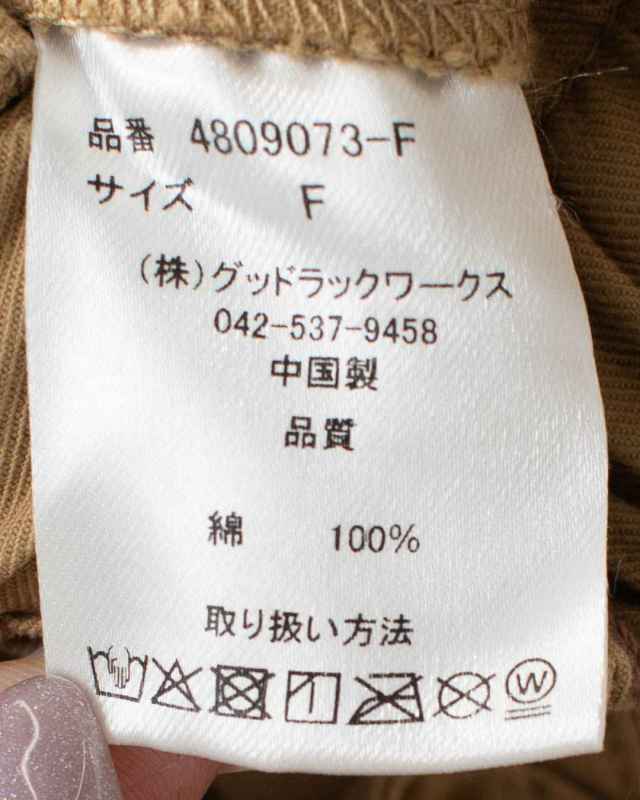 品番 4809073-F
サイズ F
(株)グッドラックワークス
042-537-9458
中国製
品質
綿 100%
取り扱い方法
W